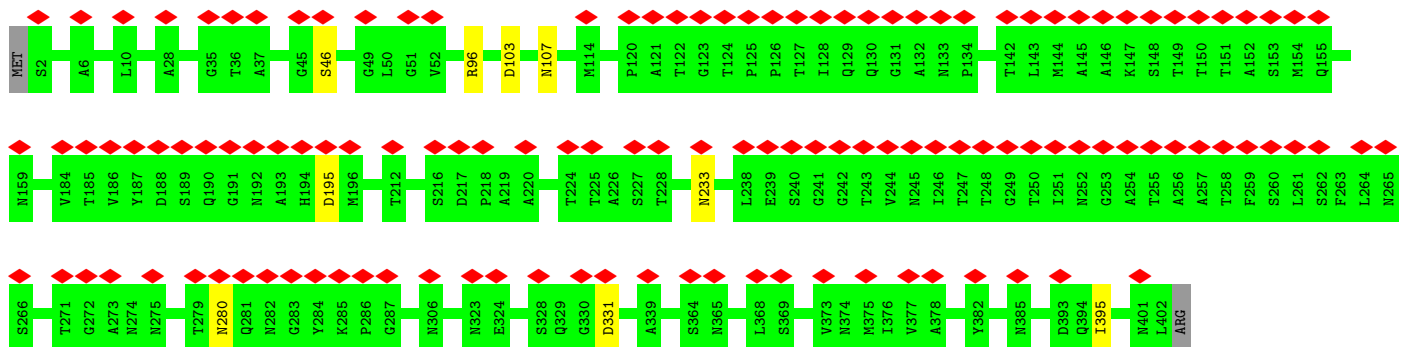 MET S2 A6 L10 A28 G35 T36 A37 G45 S46 G49 L50 G51 V52 R96 D103 N107 M114 P120 A121 T122 G123 T124 P125 P126 T127 I128 Q129 Q130 G131 A132 N133 P134 T142 L143 M144 A145 A146 K147 S148 T149 T150 T151 A152 S153 M154 Q155
N159 V184 T185 V186 Y187 D188 S189 Q190 G191 N192 A193 H194 D195 M196 T212 S216 D217 P218 A219 A220 T224 T225 A226 S227 T228 N233 L238 E239 S240 G241 G242 T243 V244 N245 I246 T247 T248 G249 T250 I251 N252 G253 A254 T255 A256 A257 T258 F259 S260 L261 S262 F263 L264 N265
S266 T271 G272 A273 N274 N275 T279 N280 Q281 N282 G283 Y284 K285 P286 G287 N306 N323 E324 S328 Q329 G330 D331 A339 S364 N365 L368 S369 V373 N374 M375 I376 V377 A378 Y382 N385 D393 Q394 I395 N401 L402 ARG